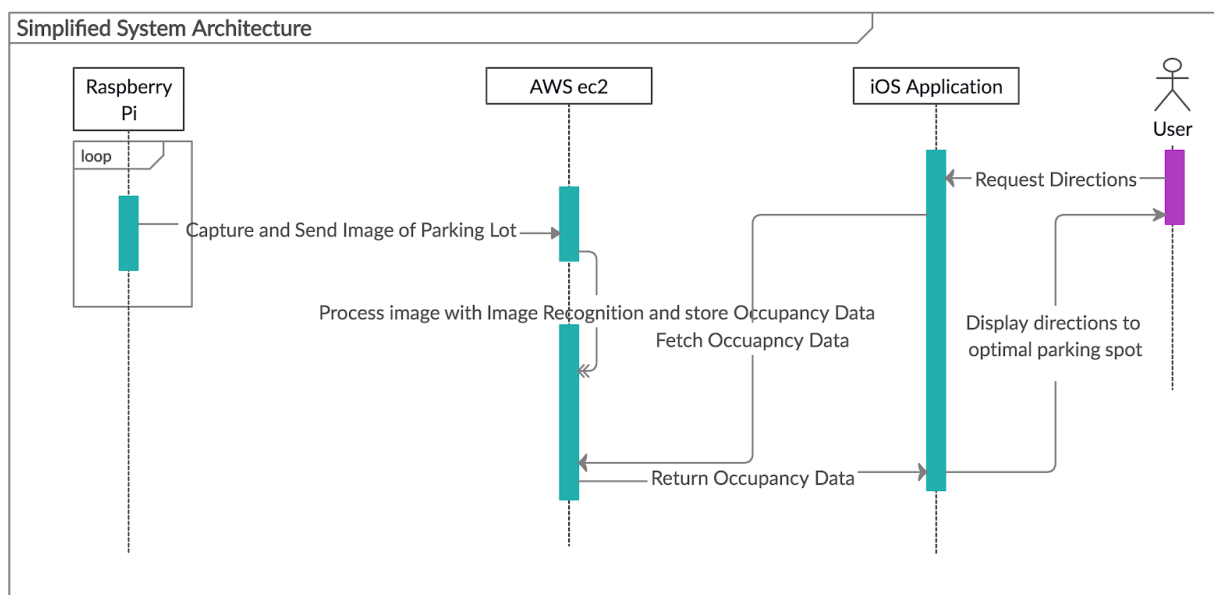 Simplified System Architecture
Raspberry
Pi
AWS ec2
iOS Application
User
loop
Request Directions
Capture and Send Image of Parking Lot
Process image with Image Recognition and store Occupancy Data
Fetch Occuapncy Data
Display directions to
optimal parking spot
Return Occupancy Data